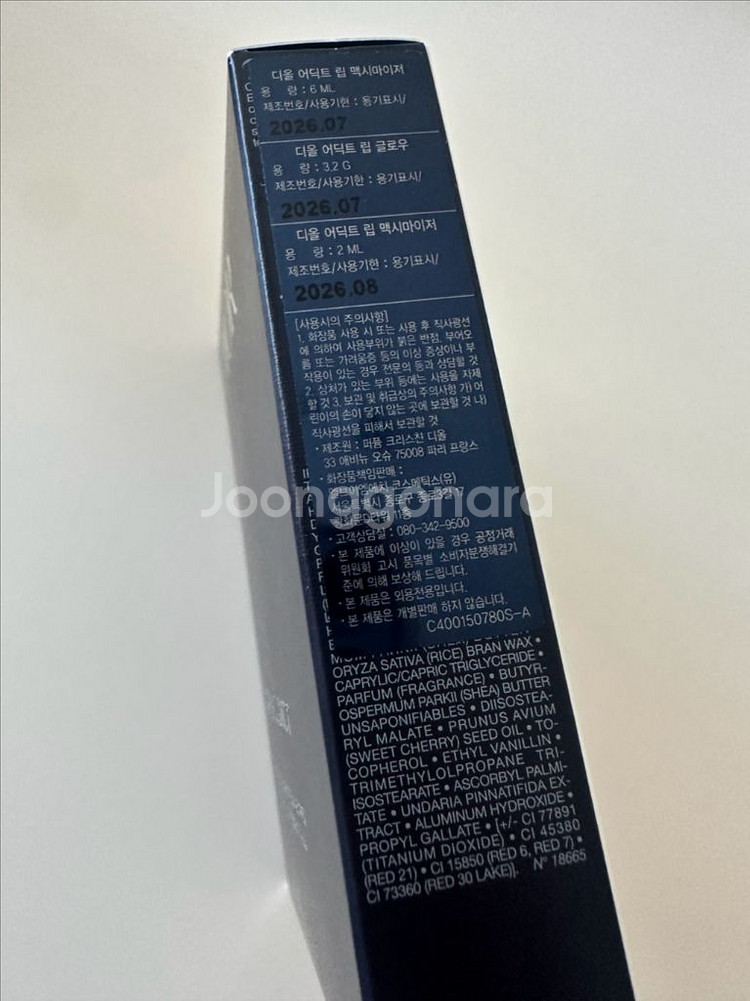 디올 어딕트 립 맥시마이저
용 량 : 6 ML
제조번호/사용기한 : 용기표시/
2026.07
디올 어딕트 립 글로우
용 량 : 3.2 G
제조번호/사용기한 : 용기표시/
2026.07
디올 어딕트 립 맥시마이저
용 량 : 2 ML
제조번호/사용기한 : 용기표시/
2026.08
[사용시의 주의사항]
1. 화장품 사용 시 또는 사용 후 직사광선
에 의하여 사용부위가 붉은 반점, 부어오
름 또는 가려움증 등의 이상 증상이나 부
작용이 있는 경우 전문의 등과 상담할 것
2. 상처가 있는 부위 등에는 사용을 자제
할 것 3. 보관 및 취급상의 주의사항 가) 어
린이의 손이 닿지 않는 곳에 보관할 것 나)
직사광선을 피해서 보관할 것
• 제조원 : 퍼퓸 크리스챤 디올
33 애비뉴 오슈 75008 파리 프랑스
• 화장품책임판매 :
코스메틱스(유)
종로구
11층
Joonggonara
• 고객상담실 : 080-342-9500
• 본 제품에 이상이 있을 경우 공정거래
위원회 고시 품목별 소비자분쟁해결기
준에 의해 보상해 드립니다.
• 본 제품은 외용전용입니다.
• 본 제품은 개별판매 하지 않습니다.
C400150780S-A
ORYZA SATIVA (RICE) BRAN WAX •
CAPRYLIC/CAPRIC TRIGLYCERIDE •
PARFUM (FRAGRANCE) • BUTYR-
OSPERMUM PARKII (SHEA) BUTTER
UNSAPONIFIABLES • DIISOSTEA-
RYL MALATE • PRUNUS AVIUM
(SWEET CHERRY) SEED OIL • TO-
COPHEROL • ETHYL VANILLIN •
TRIMETHYLOLPROPANE TRI-
ISOSTEARATE • ASCORBYL PALMI-
TATE • UNDARIA PINNATIFIDA EX-
TRACT • ALUMINUM HYDROXIDE •
PROPYL GALLATE • [+/- CI 77891
(TITANIUM DIOXIDE) • CI 45380
(RED 21) • CI 15850 (RED 6, RED 7) •
CI 73360 (RED 30 LAKE)]. N° 18665